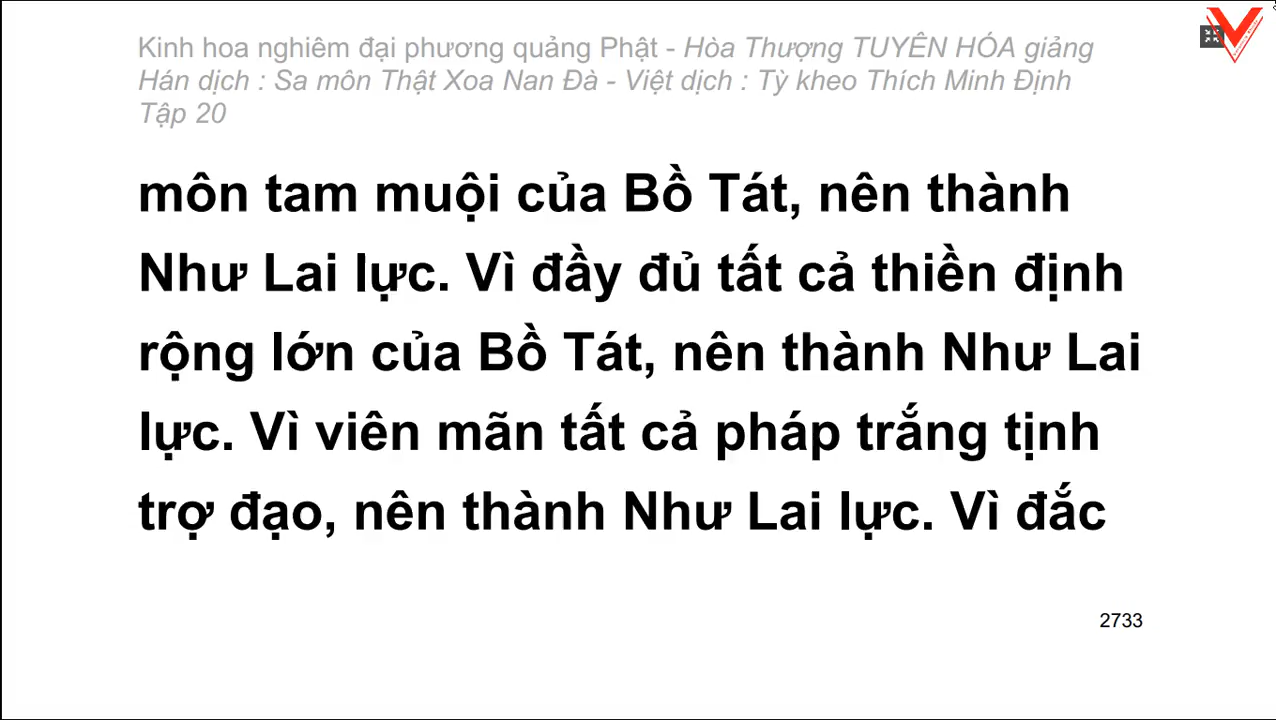 Kinh hoa nghiêm đại phương quảng Phật - Hòa Thượng TUYÊN HÓA giảng
Hán dịch : Sa môn Thật Xoa Nan Đà - Việt dịch : Tỳ kheo Thích Minh Định
Tập 20
môn tam muội của Bồ Tát, nên thành
Như Lai lực. Vì đầy đủ tất cả thiền định
rộng lớn của Bồ Tát, nên thành Như Lai
lực. Vì viên mãn tất cả pháp trắng tịnh
trợ đạo, nên thành Như Lai lực. Vì đắc
2733